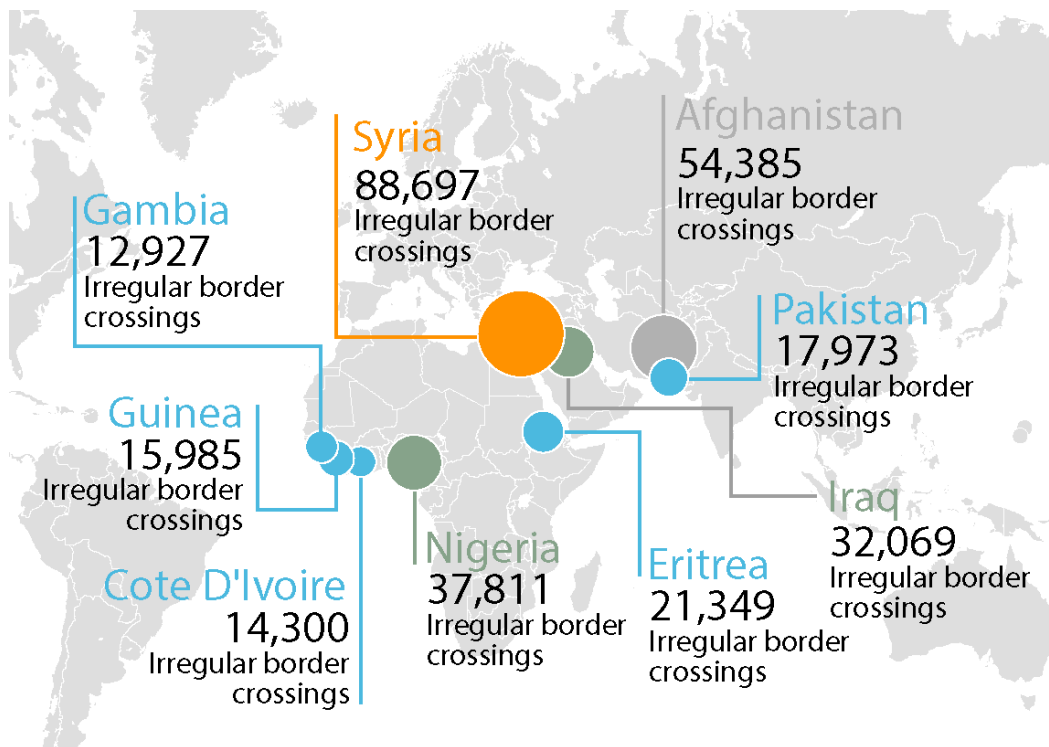 Syria
88,697
Irregular border
crossings
Afghanistan
54,385
Irregular border
crossings
Gambia
12,927
Irregular border
crossings
Pakistan
17,973
Irregular border
crossings
Guinea
15,985
Irregular border
crossings
Iraq
32,069
Irregular border
crossings
Nigeria
37,811
Irregular border
crossings
Eritrea
21,349
Irregular border
crossings
Cote D'Ivoire
14,300
Irregular border
crossings